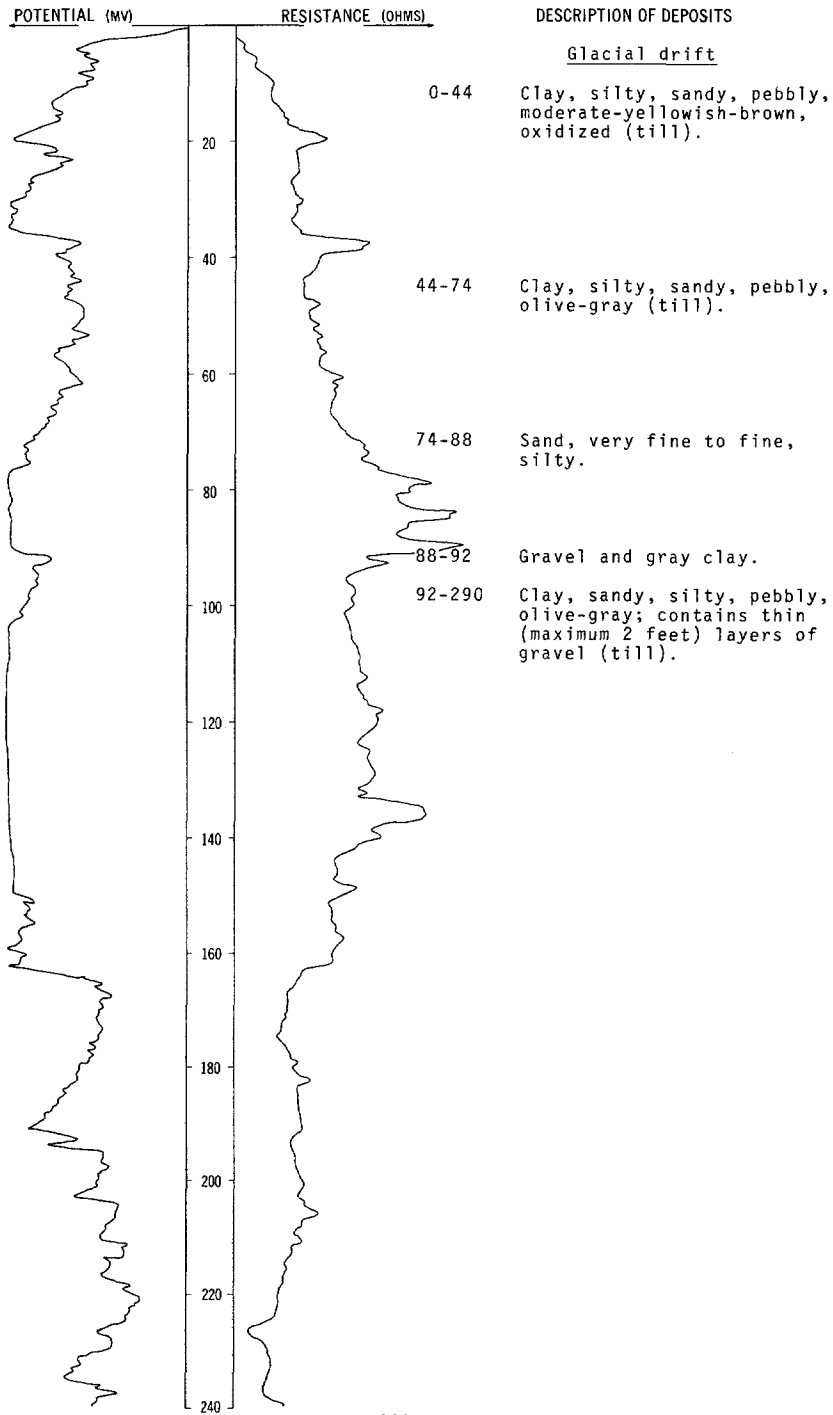 POTENTIAL (MV) RESISTANCE (OHMS) DESCRIPTION OF DEPOSITS
Glacial drift
0-44 Clay, silty, sandy, pebbly,
moderate-yellowish-brown,
oxidized (till).
20
40
44-74 Clay, silty, sandy, pebbly,
olive-gray (till).
60
74-88 Sand, very fine to fine,
silty.
80
88-92 Gravel and gray clay.
92-290 Clay, sandy, silty, pebbly,
olive-gray; contains thin
(maximum 2 feet) layers of
gravel (till).
100
120
140
160
180
200
220
240